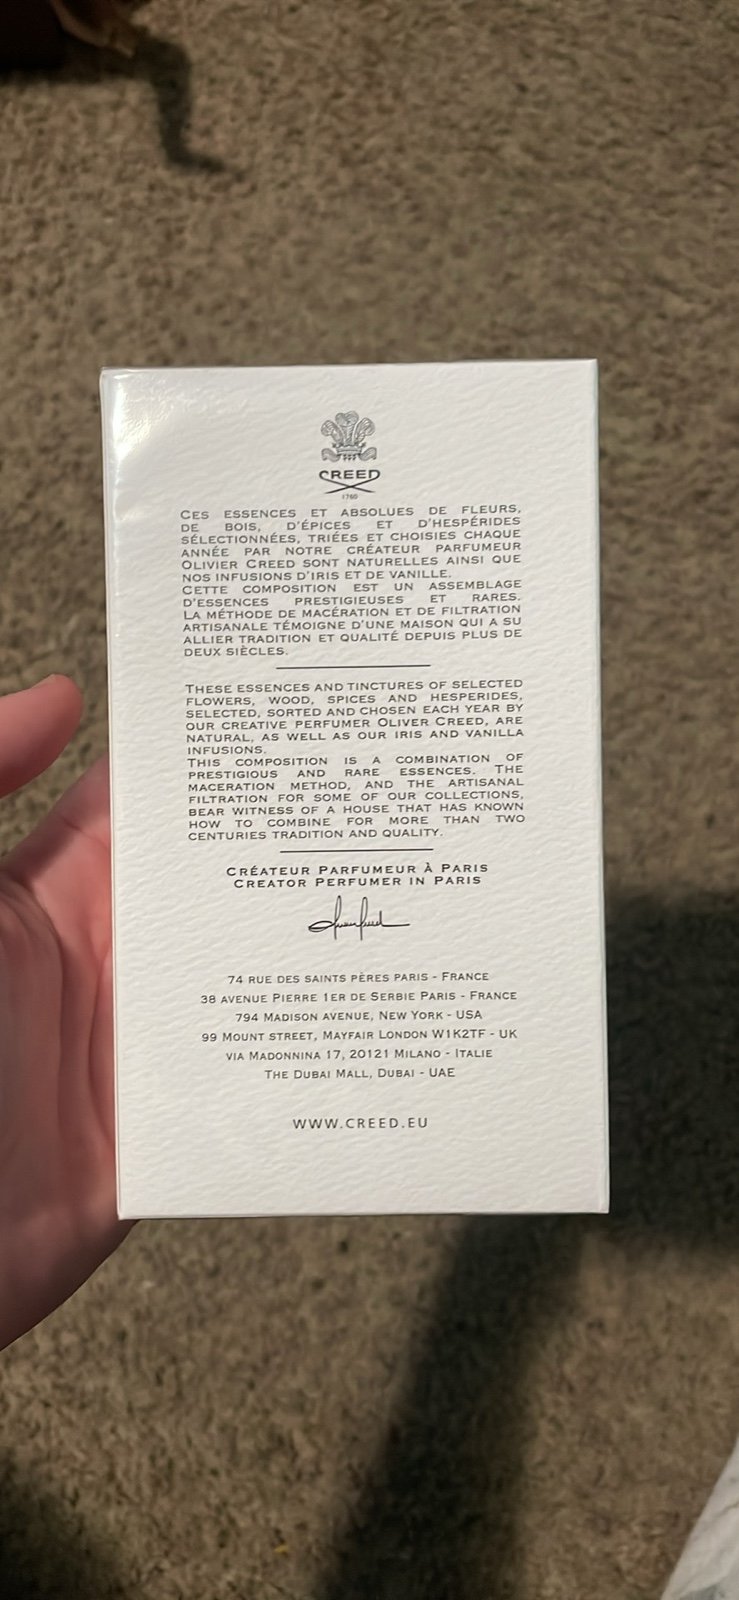 CREED
1760
CES ESSENCES ET ABSOLUES DE FLEURS,
DE BOIS, D'ÉPICES ET D'HESPÉRIDES
SÉLECTIONNÉES, TRIÉES ET CHOISIES CHAQUE
ANNÉE PAR NOTRE CRÉATEUR PARFUMEUR
OLIVIER CREED SONT NATURELLES AINSI QUE
NOS INFUSIONS D'IRIS ET DE VANILLE.
CETTE COMPOSITION EST UN ASSEMBLAGE
D'ESSENCES PRESTIGIEUSES ET RARES.
LA MÉTHODE DE MACÉRATION ET DE FILTRATION
ARTISANALE TÉMOIGNE D'UNE MAISON QUI A SU
ALLIER TRADITION ET QUALITÉ DEPUIS PLUS DE
DEUX SIÈCLES.
THESE ESSENCES AND TINCTURES OF SELECTED
FLOWERS, WOOD, SPICES AND HESPERIDES,
SELECTED, SORTED AND CHOSEN EACH YEAR BY
OUR CREATIVE PERFUMER OLIVER CREED, ARE
NATURAL, AS WELL AS OUR IRIS AND VANILLA
INFUSIONS.
THIS COMPOSITION IS A COMBINATION OF
PRESTIGIOUS AND RARE ESSENCES. THE
MACERATION METHOD, AND THE ARTISANAL
FILTRATION FOR SOME OF OUR COLLECTIONS,
BEAR WITNESS OF A HOUSE THAT HAS KNOWN
HOW TO COMBINE FOR MORE THAN TWO
CENTURIES TRADITION AND QUALITY.
CRÉATEUR PARFUMEUR À PARIS
CREATOR PERFUMER IN PARIS
74 RUE DES SAINTS PÈRES PARIS - FRANCE
38 AVENUE PIERRE 1ER DE SERBIE PARIS - FRANCE
794 MADISON AVENUE, NEW YORK - USA
99 MOUNT STREET, MAYFAIR LONDON W1K2TF - UK
VIA MADONNINA 17, 20121 MILANO - ITALIE
THE DUBAI MALL, DUBAI - UAE
WWW.CREED.EU